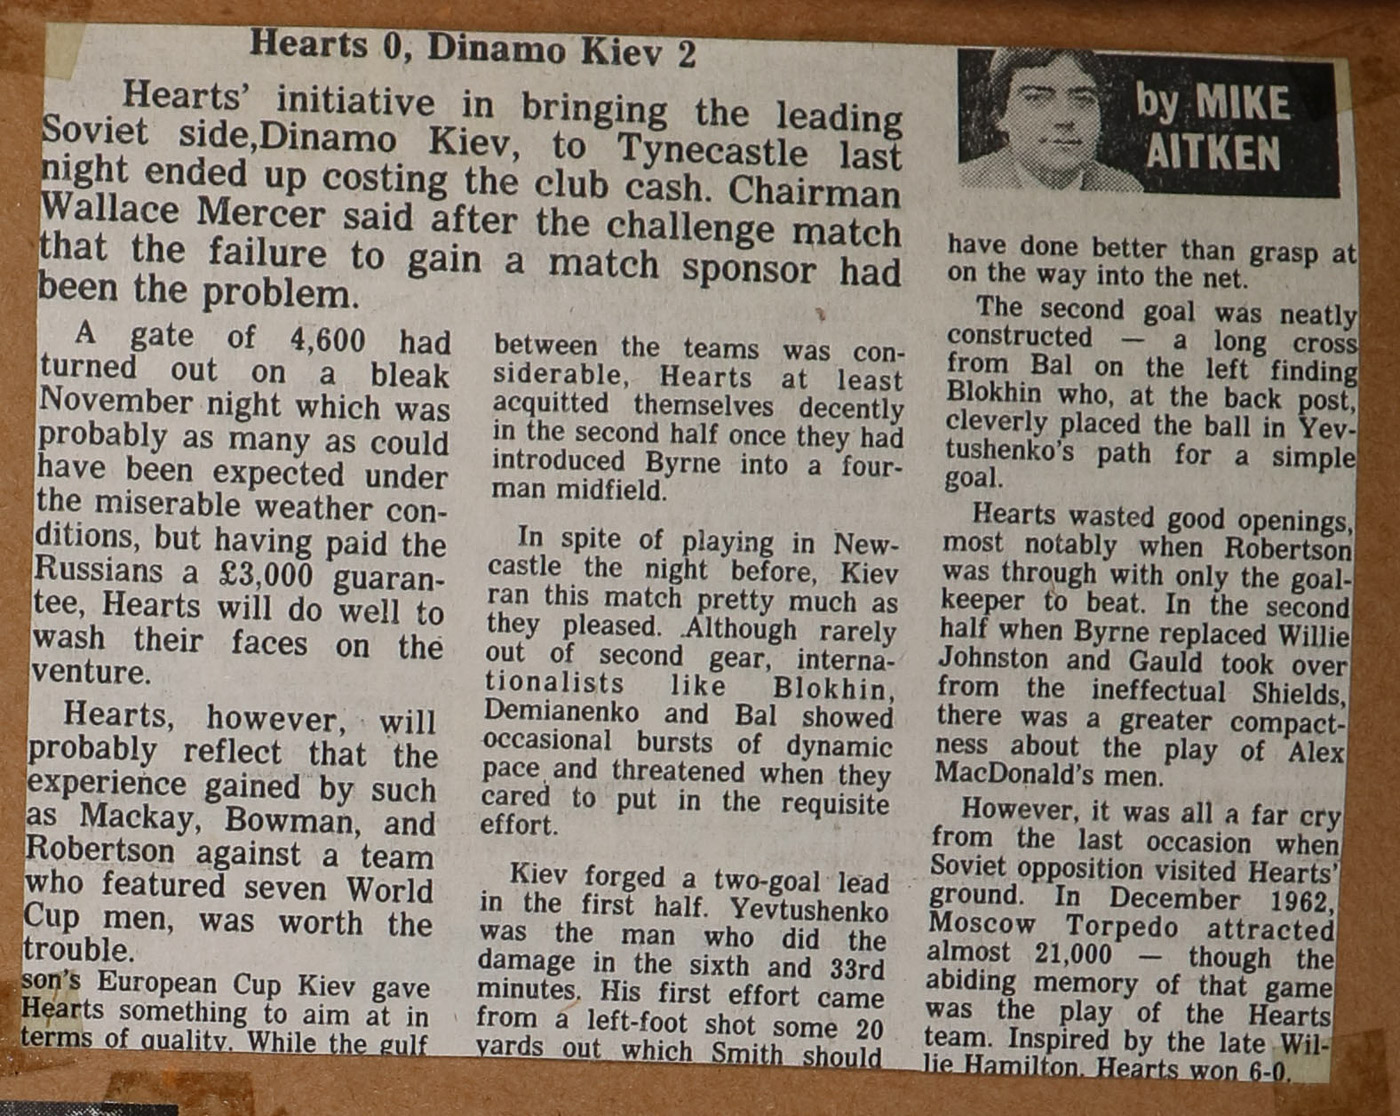 Hearts 0, Dinamo Kiev 2
Hearts' initiative in bringing the leading
Soviet side,Dinamo Kiev, to Tynecastle last
night ended up costing the club cash. Chairman
Wallace Mercer said after the challenge match
that the failure to gain a match sponsor had
been the problem.
A gate of 4,600 had
turned out on a bleak
November night which was
probably as many as could
have been expected under
the miserable weather con-
ditions, but having paid the
Russians a £3,000 guaran-
tee, Hearts will do well to
wash their faces on the
venture.
Hearts, however, will
probably reflect that the
experience gained by such
as Mackay, Bowman, and
Robertson against a team
who featured seven World
Cup men, was worth the
trouble.
son's European Cup Kiev gave
Hearts something to aim at in
terms of quality. While the gulf
between the teams was con-
siderable, Hearts at least
acquitted themselves decently
in the second half once they had
introduced Byrne into a four-
man midfield.
In spite of playing in New-
castle the night before, Kiev
ran this match pretty much as
they pleased. Although rarely
out of second gear, interna-
tionalists like Blokhin,
Demianenko and Bal showed
occasional bursts of dynamic
pace and threatened when they
cared to put in the requisite
effort.
Kiev forged a two-goal lead
in the first half. Yevtushenko
was the man who did the
damage in the sixth and 33rd
minutes. His first effort came
from a left-foot shot some 20
yards out which Smith should
by MIKE
AITKEN
have done better than grasp at
on the way into the net.
The second goal was neatly
constructed — a long cross
from Bal on the left finding
Blokhin who, at the back post,
cleverly placed the ball in Yev-
tushenko's path for a simple
goal.
Hearts wasted good openings,
most notably when Robertson
was through with only the goal-
keeper to beat. In the second
half when Byrne replaced Willie
Johnston and Gauld took over
from the ineffectual Shields,
there was a greater compact-
ness about the play of Alex
MacDonald's men.
However, it was all a far cry
from the last occasion when
Soviet opposition visited Hearts'
ground. In December 1962,
Moscow Torpedo attracted
almost 21,000 — though the
abiding memory of that game
was the play of the Hearts
team. Inspired by the late Wil-
lie Hamilton. Hearts won 6-0.